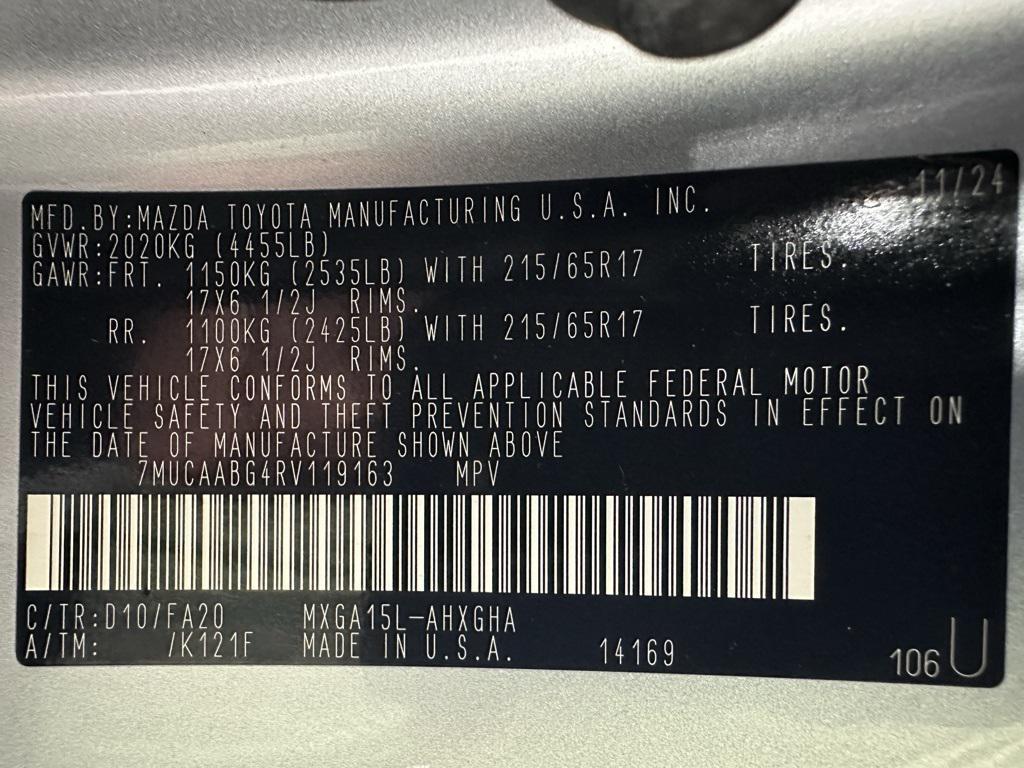 11/24
MFD.BY:MAZDA TOYOTA MANUFACTURING U.S.A. INC.
GVWR:2020KG (4455LB)
GAWR:FRT. 1150KG (2535LB) WITH 215/65R17 TIRES.
17X6 1/2J RIMS.
RR. 1100KG (2425LB) WITH 215/65R17 TIRES.
17X6 1/2J RIMS.
THIS VEHICLE CONFORMS TO ALL APPLICABLE FEDERAL MOTOR
VEHICLE SAFETY AND THEFT PREVENTION STANDARDS IN EFFECT ON
THE DATE OF MANUFACTURE SHOWN ABOVE
7MUCAABG4RV119163 MPV
C/TR:D10/FA20 MXGA15L-AHXGHA
A/TM: /K121F MADE IN U.S.A. 14169
106 U